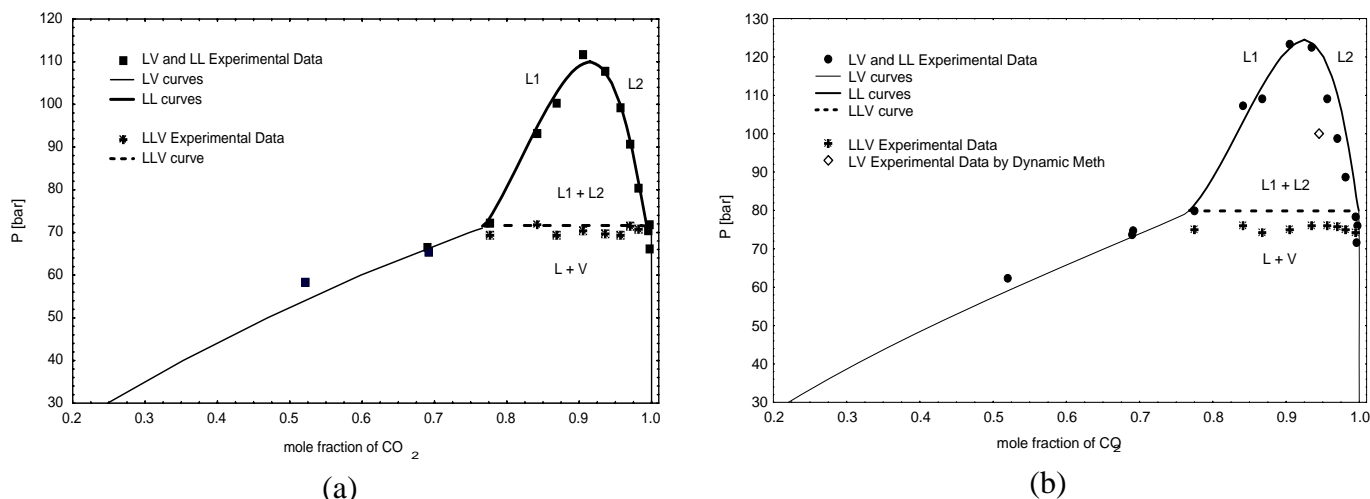 120
110
100
90
80
70
60
50
40
30
P [bar]
LV and LL Experimental Data
LV curves
LL curves
LLV Experimental Data
LLV curve
L1
L2
L1 + L2
L + V
0.2 0.3 0.4 0.5 0.6 0.7 0.8 0.9 1.0
mole fraction of CO 2
(a)
130
120
110
100
90
80
70
60
50
40
30
P [bar]
LV and LL Experimental Data
LV curves
LL curves
LLV curve
LLV Experimental Data
LV Experimental Data by Dynamic Meth
L1
L2
L1 + L2
L + V
0.2 0.3 0.4 0.5 0.6 0.7 0.8 0.9 1.0
mole fraction of CO2
(b)